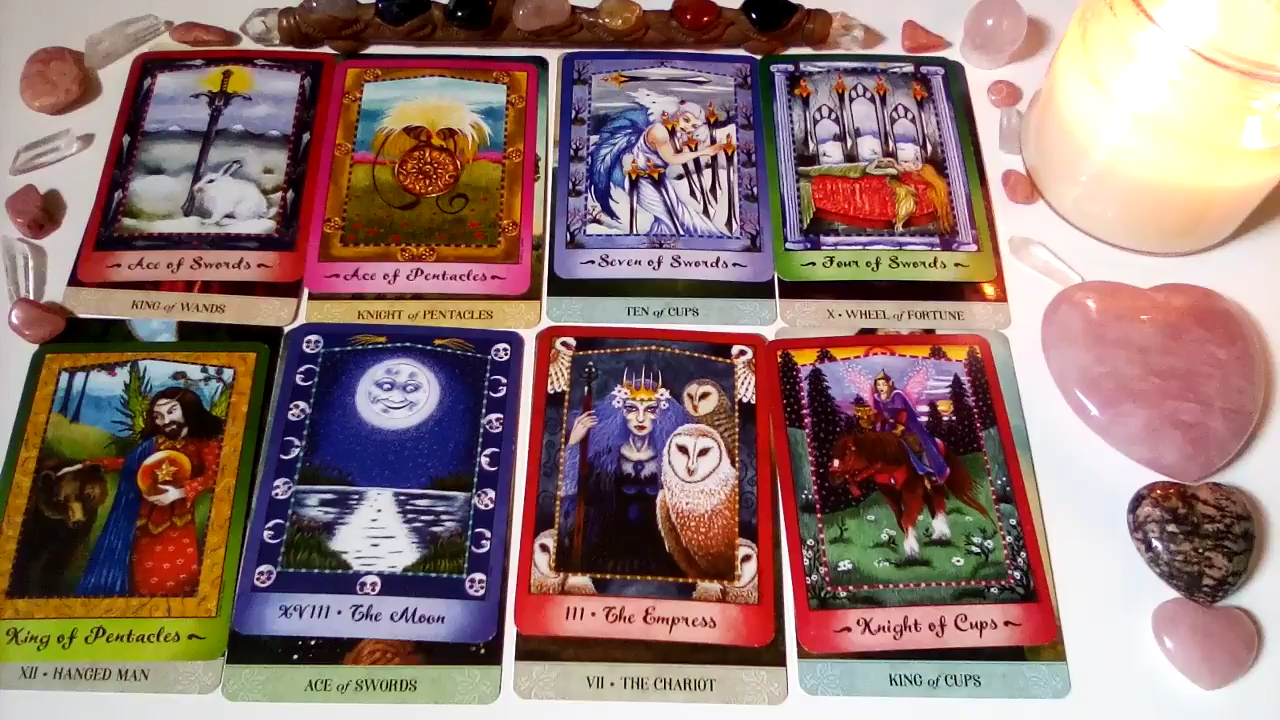 Ace of Swords
Ace of Pentacles
Seven of Swords
Four of Swords
KING of WANDS
KNIGHT of PENTACLES
TEN of CUPS
X • WHEEL of FORTUNE
King of Pentacles
XVIII • The Moon
III • The Empress
Knight of Cups
XII • HANGED MAN
ACE of SWORDS
VII • THE CHARIOT
KING of CUPS